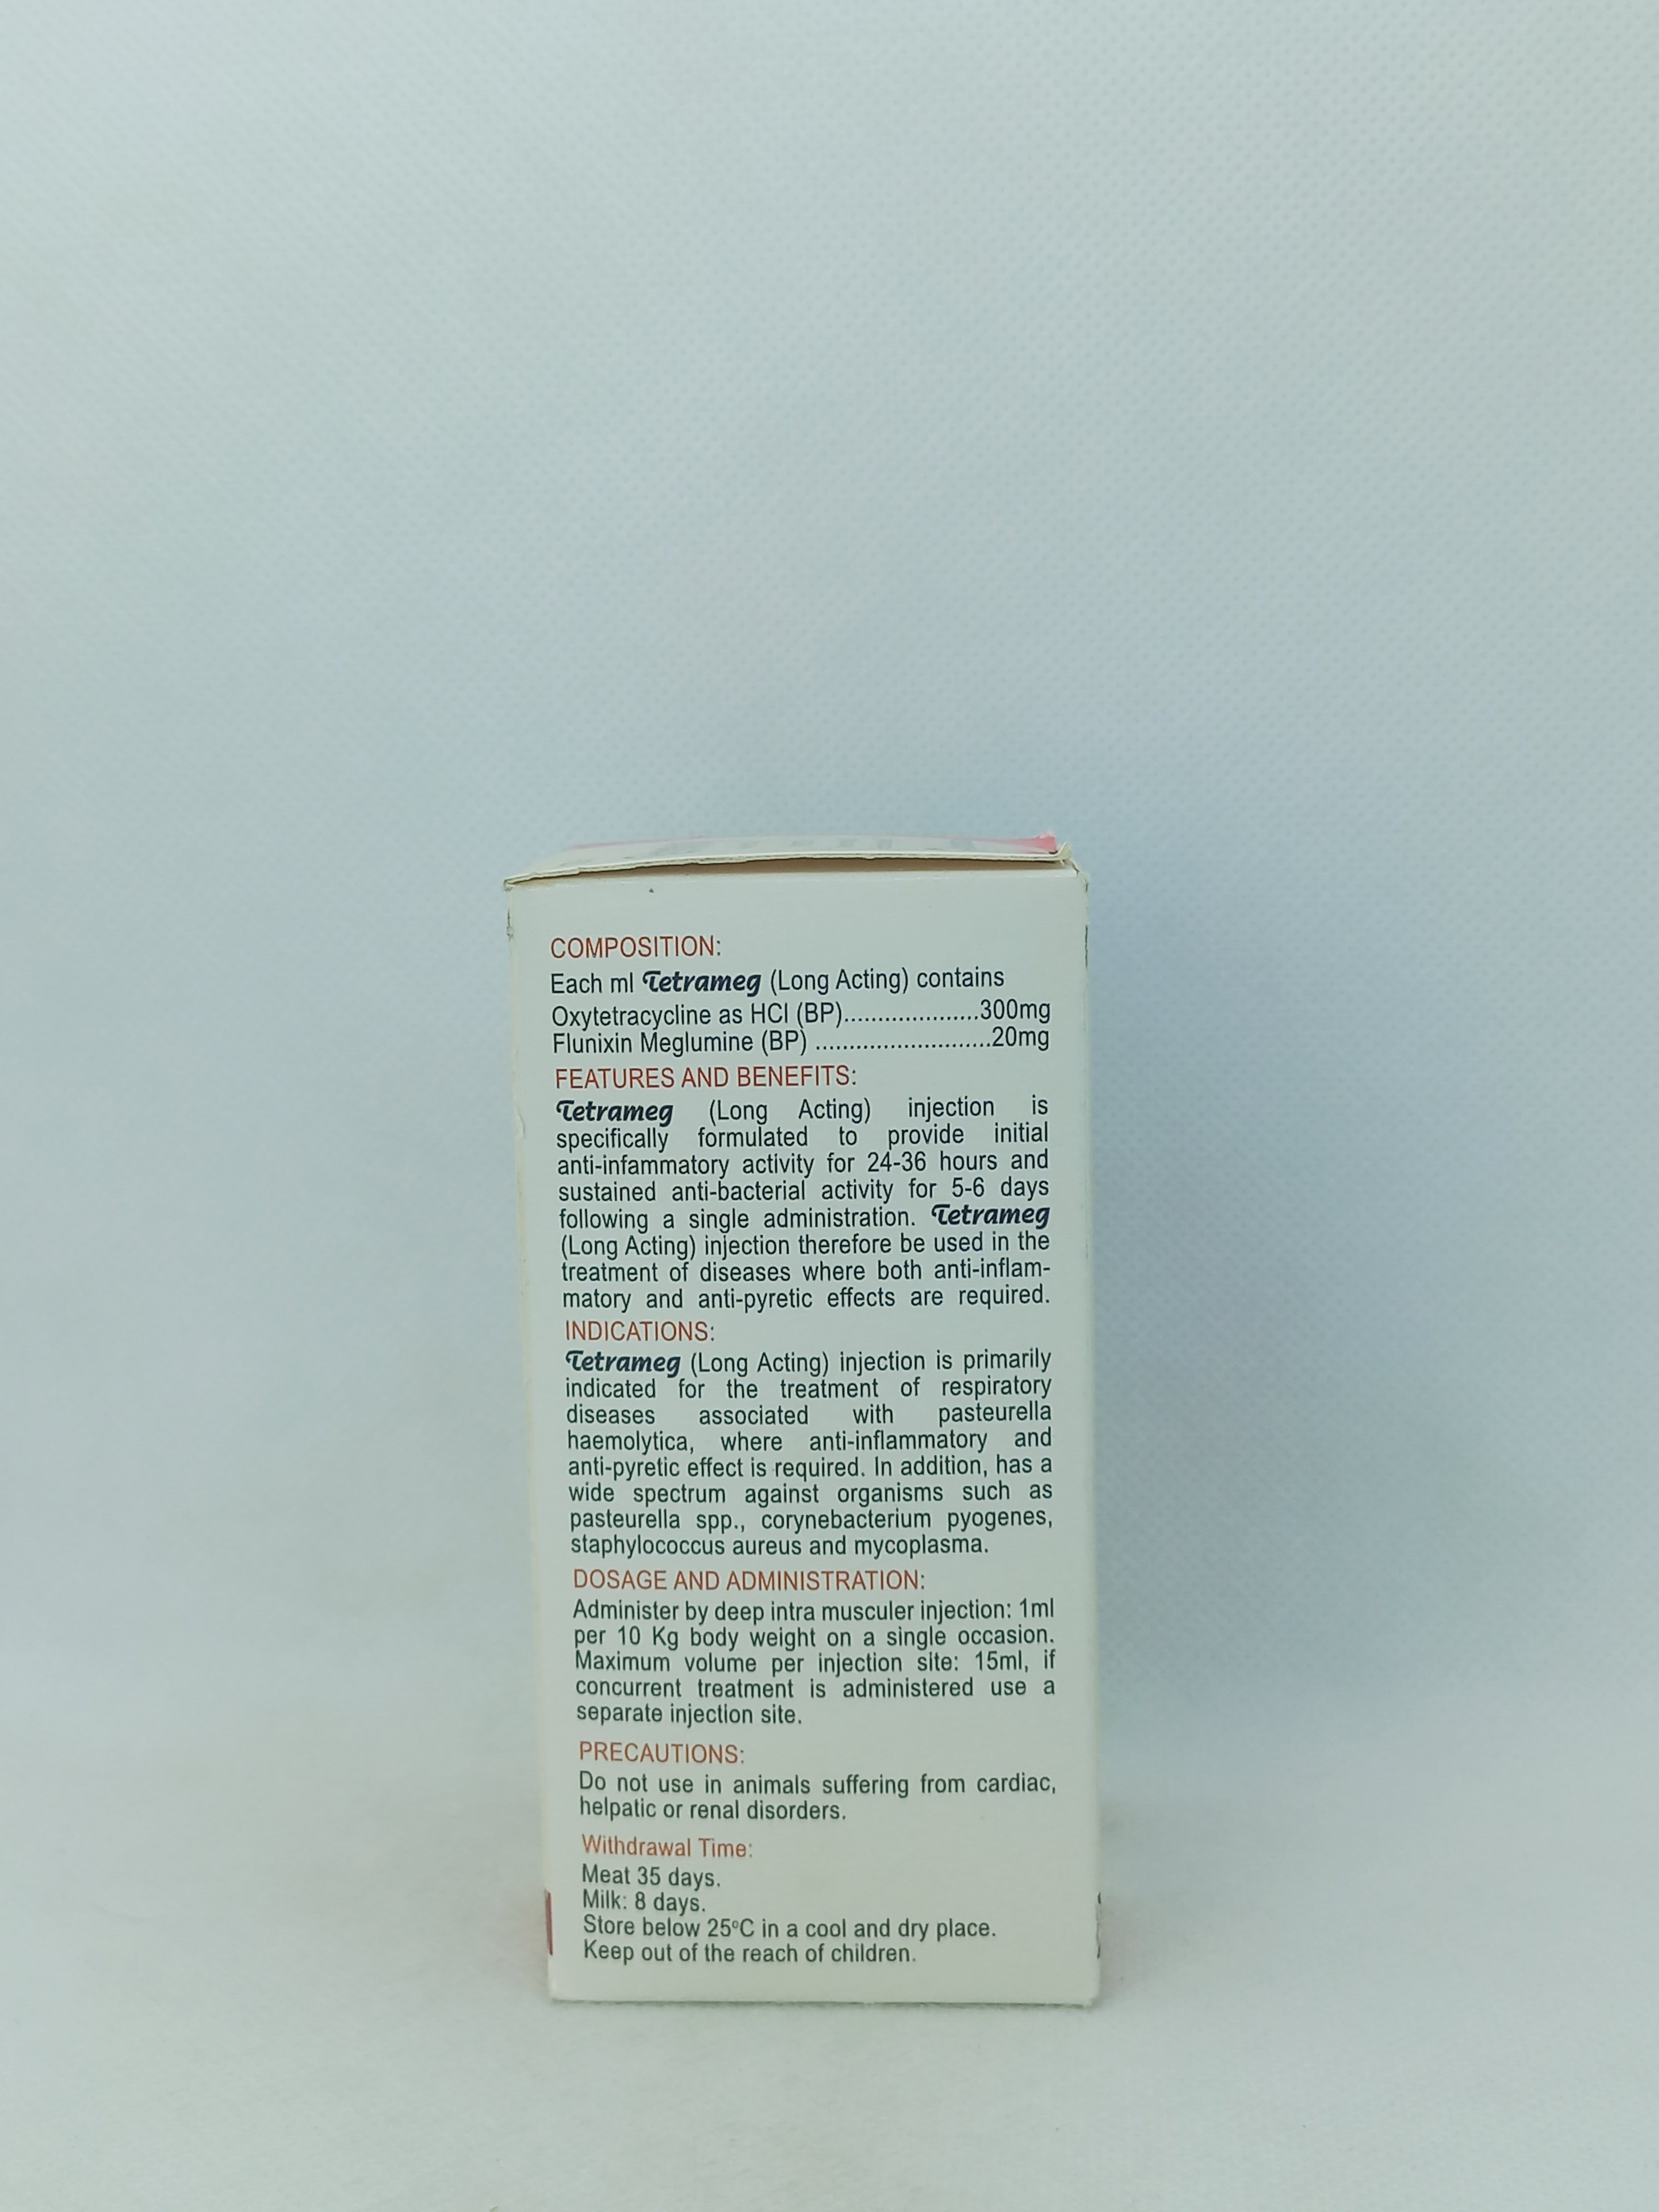 COMPOSITION:
Each ml Tetrameg (Long Acting) contains
Oxytetracycline as HCl (BP)....................300mg
Flunixin Meglumine (BP) ..........................20mg
FEATURES AND BENEFITS:
Tetrameg (Long Acting) injection is
specifically formulated to provide initial
anti-infammatory activity for 24-36 hours and
sustained anti-bacterial activity for 5-6 days
following a single administration. Tetrameg
(Long Acting) injection therefore be used in the
treatment of diseases where both anti-inflam-
matory and anti-pyretic effects are required.
INDICATIONS:
Tetrameg (Long Acting) injection is primarily
indicated for the treatment of respiratory
diseases associated with pasteurella
haemolytica, where anti-inflammatory and
anti-pyretic effect is required. In addition, has a
wide spectrum against organisms such as
pasteurella spp., corynebacterium pyogenes,
staphylococcus aureus and mycoplasma.
DOSAGE AND ADMINISTRATION:
Administer by deep intra musculer injection: 1ml
per 10 Kg body weight on a single occasion.
Maximum volume per injection site: 15ml, if
concurrent treatment is administered use a
separate injection site.
PRECAUTIONS:
Do not use in animals suffering from cardiac,
helpatic or renal disorders.
Withdrawal Time:
Meat 35 days.
Milk: 8 days.
Store below 25°C in a cool and dry place.
Keep out of the reach of children.